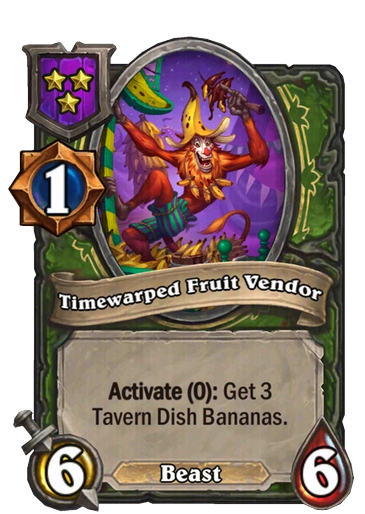 1
Timewarped Fruit Vendor
Activate (0): Get 3
Tavern Dish Bananas.
6
Beast
6